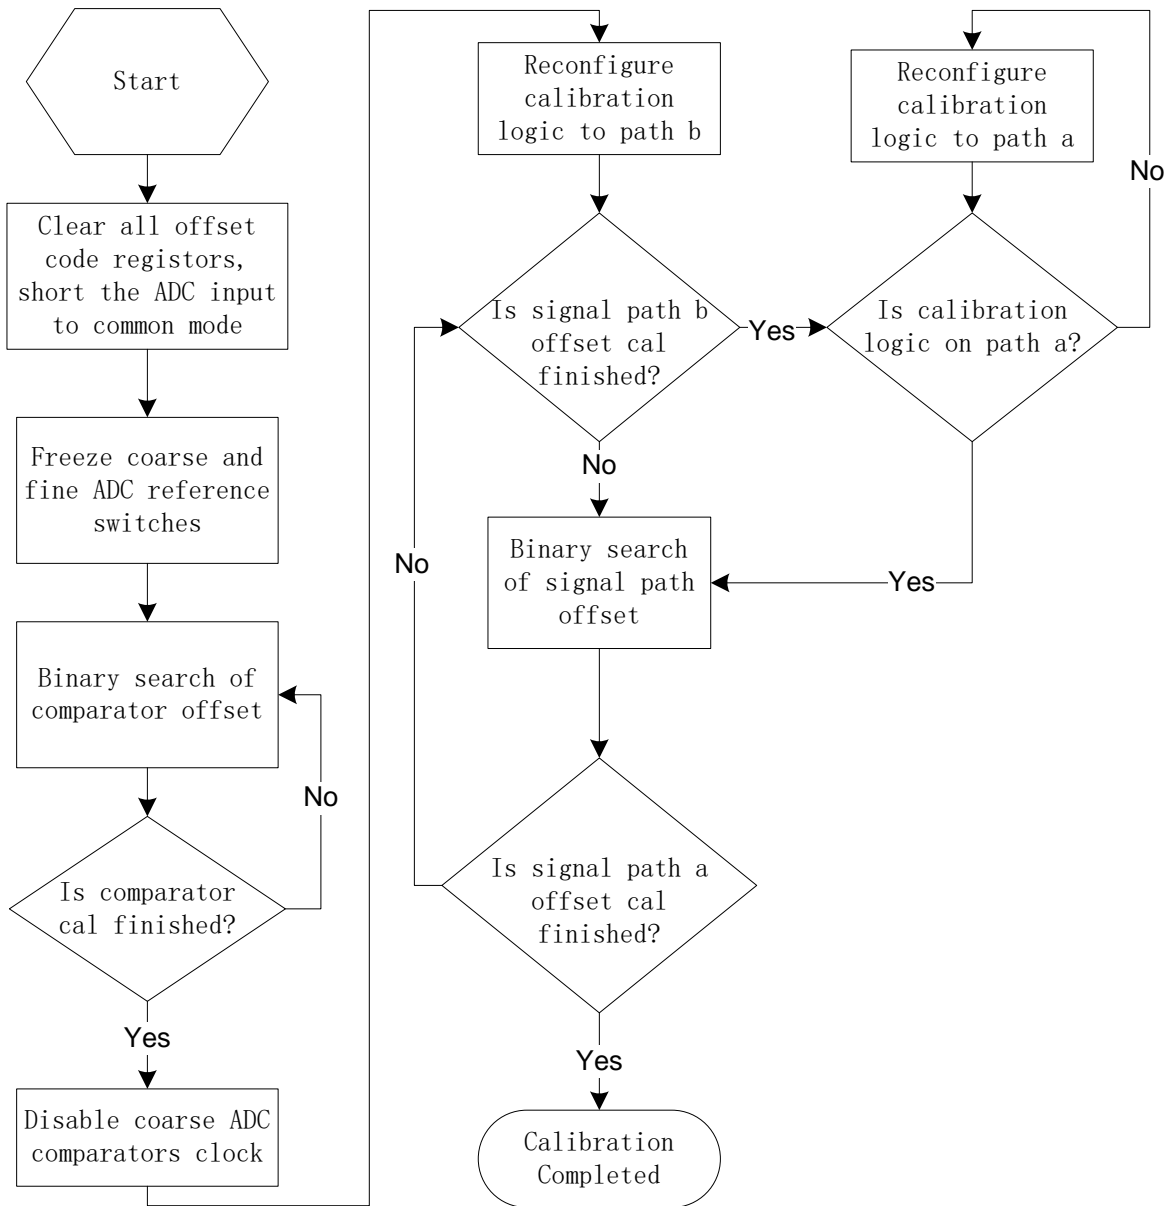 Start
Clear all offset
code registors,
short the ADC input
to common mode
Freeze coarse and
fine ADC reference
switches
Binary search of
comparator offset
No
Is comparator
cal finished?
Yes
Disable coarse ADC
comparators clock
Reconfigure
calibration
logic to path b
Is signal path b
offset cal
finished?
Yes
No
Binary search
of signal path
offset
No
Is signal path a
offset cal
finished?
Yes
Calibration
Completed
Reconfigure
calibration
logic to path a
No
Is calibration
logic on path a?
Yes